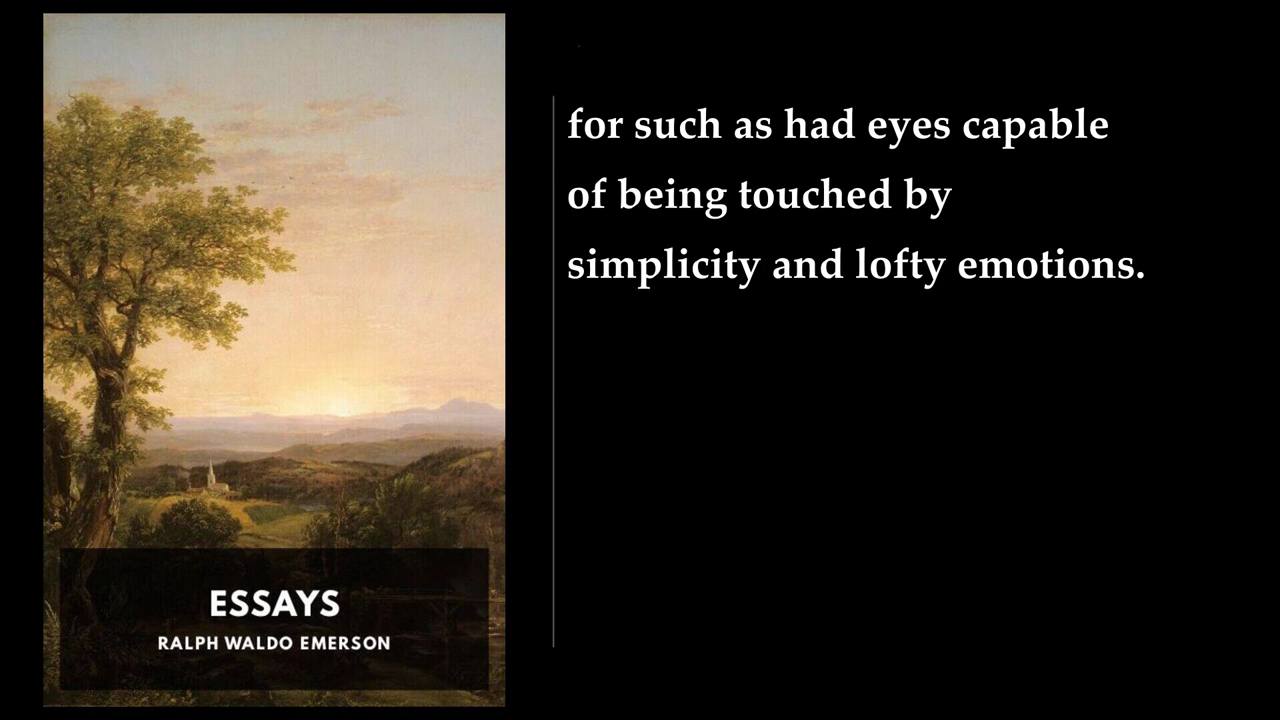 for such as had eyes capable
of being touched by
simplicity and lofty emotions.
ESSAYS
RALPH WALDO EMERSON